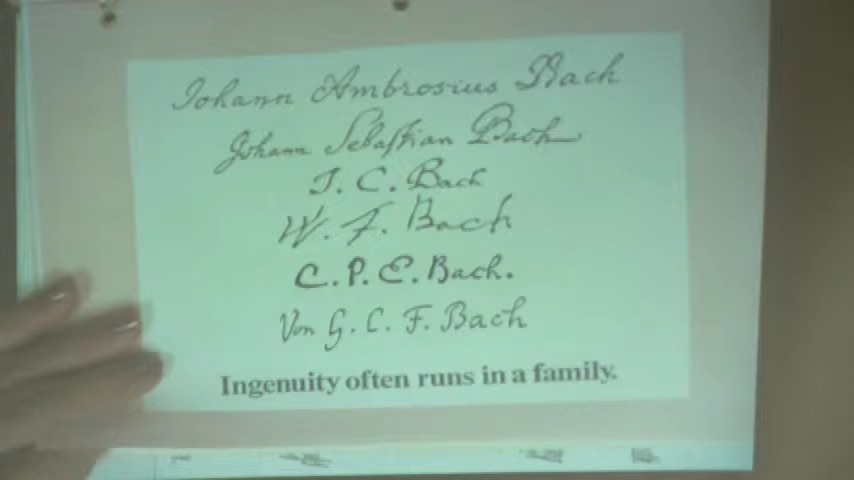 Johann Ambrosius Bach
Johann Sebastian Bach
J. C. Bach
W. F. Bach
C. P. E. Bach.
Von G. C. F. Bach
Ingenuity often runs in a family.